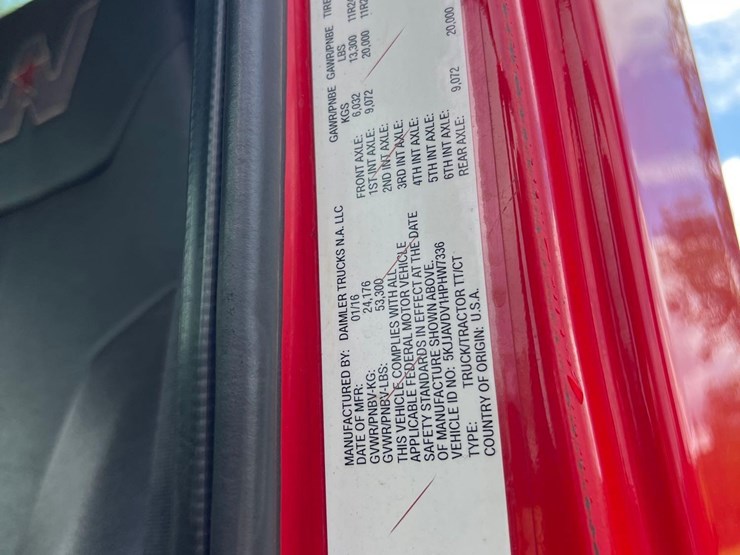 MANUFACTURED BY: DAIMLER TRUCKS N.A. LLC
DATE OF MFR: 01/16
GVWR/PNBV-KG: 24,176
GVWR/PNBV-LBS: 53,300
THIS VEHICLE COMPLIES WITH ALL
APPLICABLE FEDERAL MOTOR VEHICLE
SAFETY STANDARDS IN EFFECT AT THE DATE
OF MANUFACTURE SHOWN ABOVE.
VEHICLE ID NO: 5KJJAVDV1HPHW7336
TYPE: TRUCK/TRACTOR TT/CT
COUNTRY OF ORIGIN: U.S.A.
GAWR/PNBE GAWR/PNBE TIRE
KGS LBS
FRONT AXLE: 6,032 13,300
1ST INT AXLE: 9,072 20,000
2ND INT AXLE:
3RD INT AXLE:
4TH INT AXLE:
5TH INT AXLE:
6TH INT AXLE:
REAR AXLE: 9,072 20,000
W